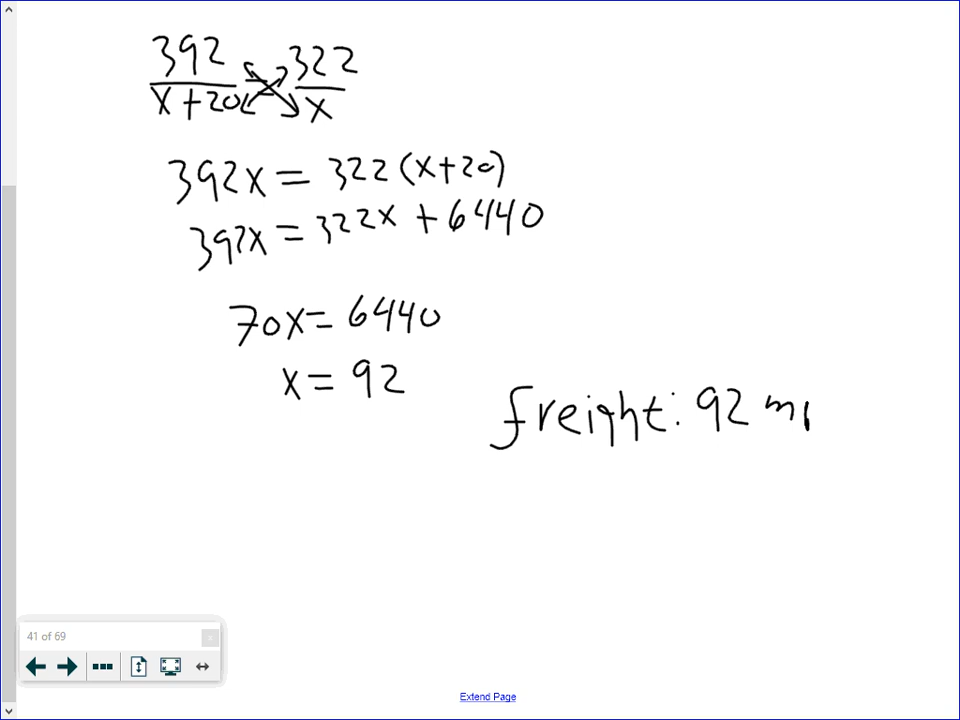 392/(x+20) = 322/x
392x = 322(x+20)
392x = 322x + 6440
70x = 6440
x = 92
freight: 92 m
41 of 69
Extend Page